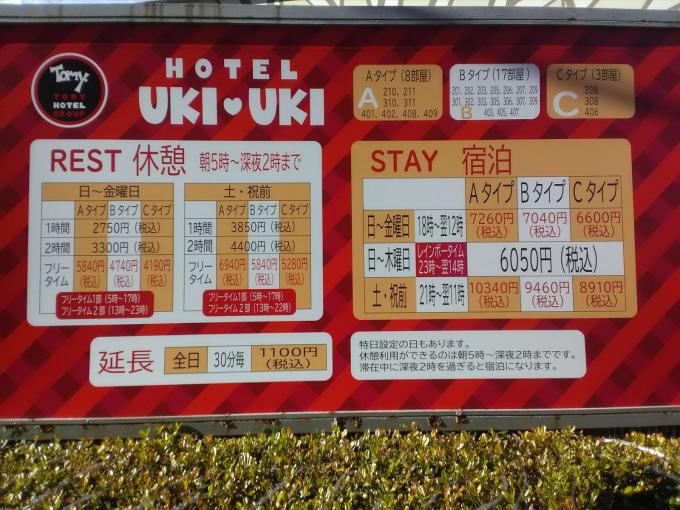 Tomy
TOMY
HOTEL
GROUP
HOTEL
UKI♥UKI
Aタイプ (8部屋)
A
210、211
310、311
401、402、408、409
Bタイプ (17部屋)
B
201、202、203、205、206、207、209
301、302、303、305、306、307、309
403、405、407
Cタイプ (3部屋)
C
208
308
406
REST 休憩 朝5時~深夜2時まで
日~金曜日
Aタイプ Bタイプ Cタイプ
1時間 2750円 (税込)
2時間 3300円 (税込)
フリータイム 5840円(税込) 4740円(税込) 4190円(税込)
フリータイム1部 (5時~17時)
フリータイム2部 (13時~23時)
土・祝前
Aタイプ Bタイプ Cタイプ
1時間 3850円 (税込)
2時間 4400円 (税込)
フリータイム 6940円(税込) 5840円(税込) 5280円(税込)
フリータイム1部 (5時~17時)
フリータイム2部 (13時~22時)
STAY 宿泊
Aタイプ Bタイプ Cタイプ
日~金曜日 18時~翌12時 7260円(税込) 7040円(税込) 6600円(税込)
日~木曜日 レインボータイム 23時~翌14時 6050円 (税込)
土・祝前 21時~翌11時 10340円(税込) 9460円(税込) 8910円(税込)
延長 全日 30分毎 1100円(税込)
特日設定の日もあります。
休憩利用ができるのは朝5時~深夜2時までです。
滞在中に深夜2時を過ぎると宿泊になります。